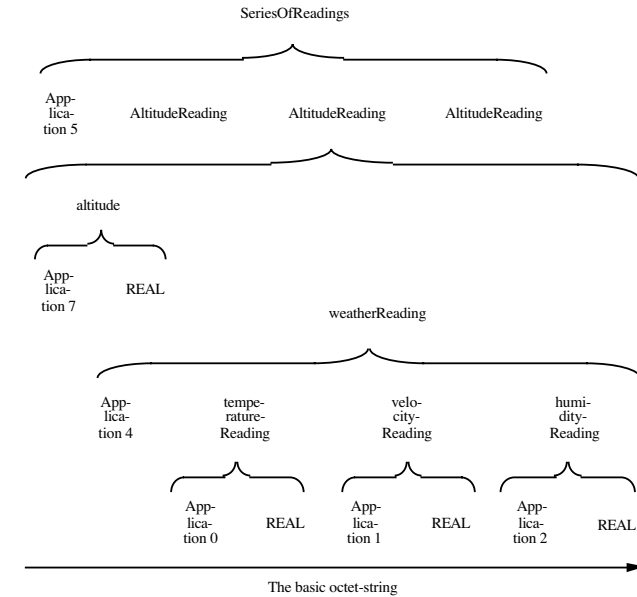 SeriesOfReadings
App-
lica-
tion 5
AltitudeReading
AltitudeReading
AltitudeReading
altitude
App-
lica-
tion 7
REAL
weatherReading
App-
lica-
tion 4
tempe-
rature-
Reading
velo-
city-
Reading
humi-
dity-
Reading
App-
lica-
tion 0
REAL
App-
lica-
tion 1
REAL
App-
lica-
tion 2
REAL
The basic octet-string